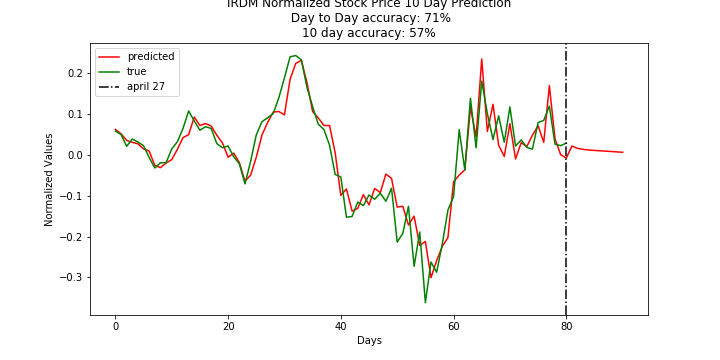 IRDM Normalized Stock Price 10 Day Prediction
Day to Day accuracy: 71%
10 day accuracy: 57%
predicted
true
april 27
Normalized Values
0.2
0.1
0.0
−0.1
−0.2
−0.3
0 20 40 60 80
Days